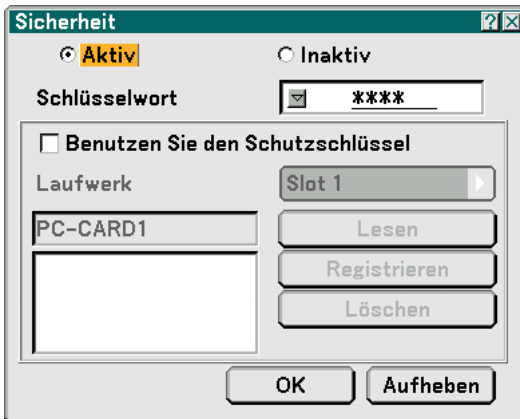 Sicherheit
Aktiv Inaktiv
Schlüsselwort ****
Benutzen Sie den Schutzschlüssel
Laufwerk Slot 1
PC-CARD1 Lesen
Registrieren
Löschen
OK Aufheben